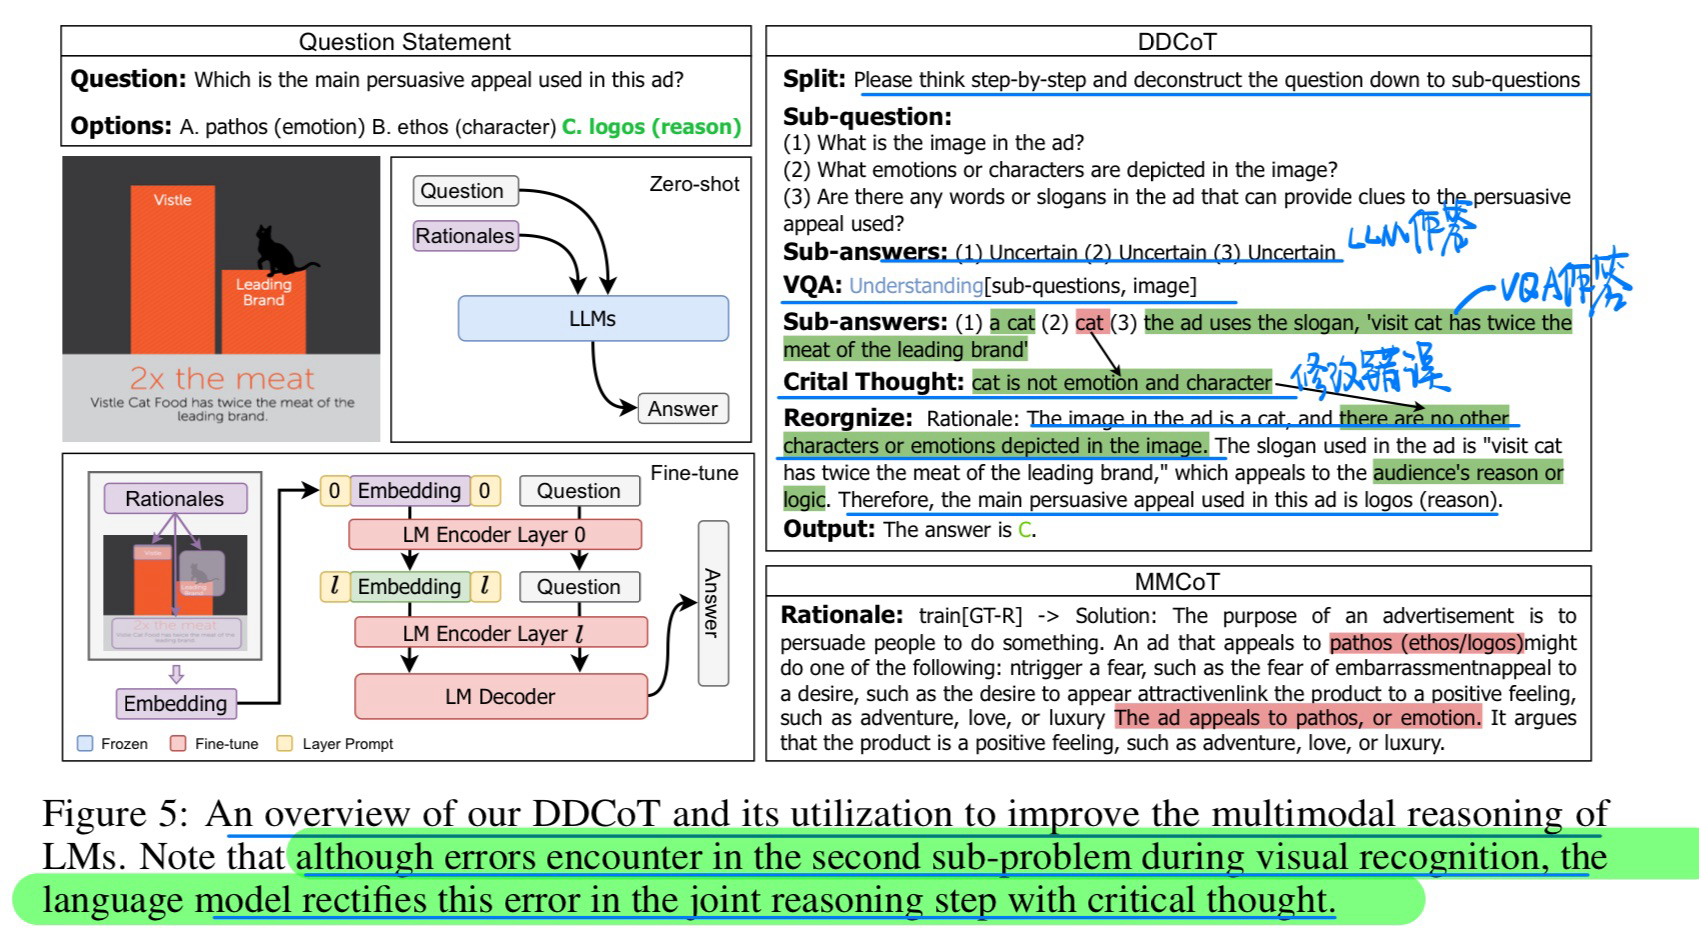 Question Statement
Question: Which is the main persuasive appeal used in this ad?
Options: A. pathos (emotion) B. ethos (character) C. logos (reason)
Vistle
Leading
Brand
2x the meat
Vistle Cat Food has twice the meat of the
leading brand.
Zero-shot
Question
Rationales
LLMs
Answer
Fine-tune
Rationales
Vistle
Leading
Brand
2x the meat
Vistle Cat Food has twice the meat of the
leading brand.
Embedding
0 Embedding 0
Question
LM Encoder Layer 0
l Embedding l
Question
LM Encoder Layer l
LM Decoder
Answer
Frozen Fine-tune Layer Prompt
DDCoT
Split: Please think step-by-step and deconstruct the question down to sub-questions
Sub-question:
(1) What is the image in the ad?
(2) What emotions or characters are depicted in the image?
(3) Are there any words or slogans in the ad that can provide clues to the persuasive
appeal used?
Sub-answers: (1) Uncertain (2) Uncertain (3) Uncertain
LLM作答
VQA: Understanding[sub-questions, image]
VQA作答
Sub-answers: (1) a cat (2) cat (3) the ad uses the slogan, 'visit cat has twice the
meat of the leading brand'
Crital Thought: cat is not emotion and character
修改错误
Reorgnize: Rationale: The image in the ad is a cat, and there are no other
characters or emotions depicted in the image. The slogan used in the ad is "visit cat
has twice the meat of the leading brand," which appeals to the audience's reason or
logic. Therefore, the main persuasive appeal used in this ad is logos (reason).
Output: The answer is C.
MMCoT
Rationale: train[GT-R] -> Solution: The purpose of an advertisement is to
persuade people to do something. An ad that appeals to pathos (ethos/logos)might
do one of the following: ntrigger a fear, such as the fear of embarrassmentnappeal to
a desire, such as the desire to appear attractivenlink the product to a positive feeling,
such as adventure, love, or luxury The ad appeals to pathos, or emotion. It argues
that the product is a positive feeling, such as adventure, love, or luxury.
Figure 5: An overview of our DDCoT and its utilization to improve the multimodal reasoning of
LMs. Note that although errors encounter in the second sub-problem during visual recognition, the
language model rectifies this error in the joint reasoning step with critical thought.